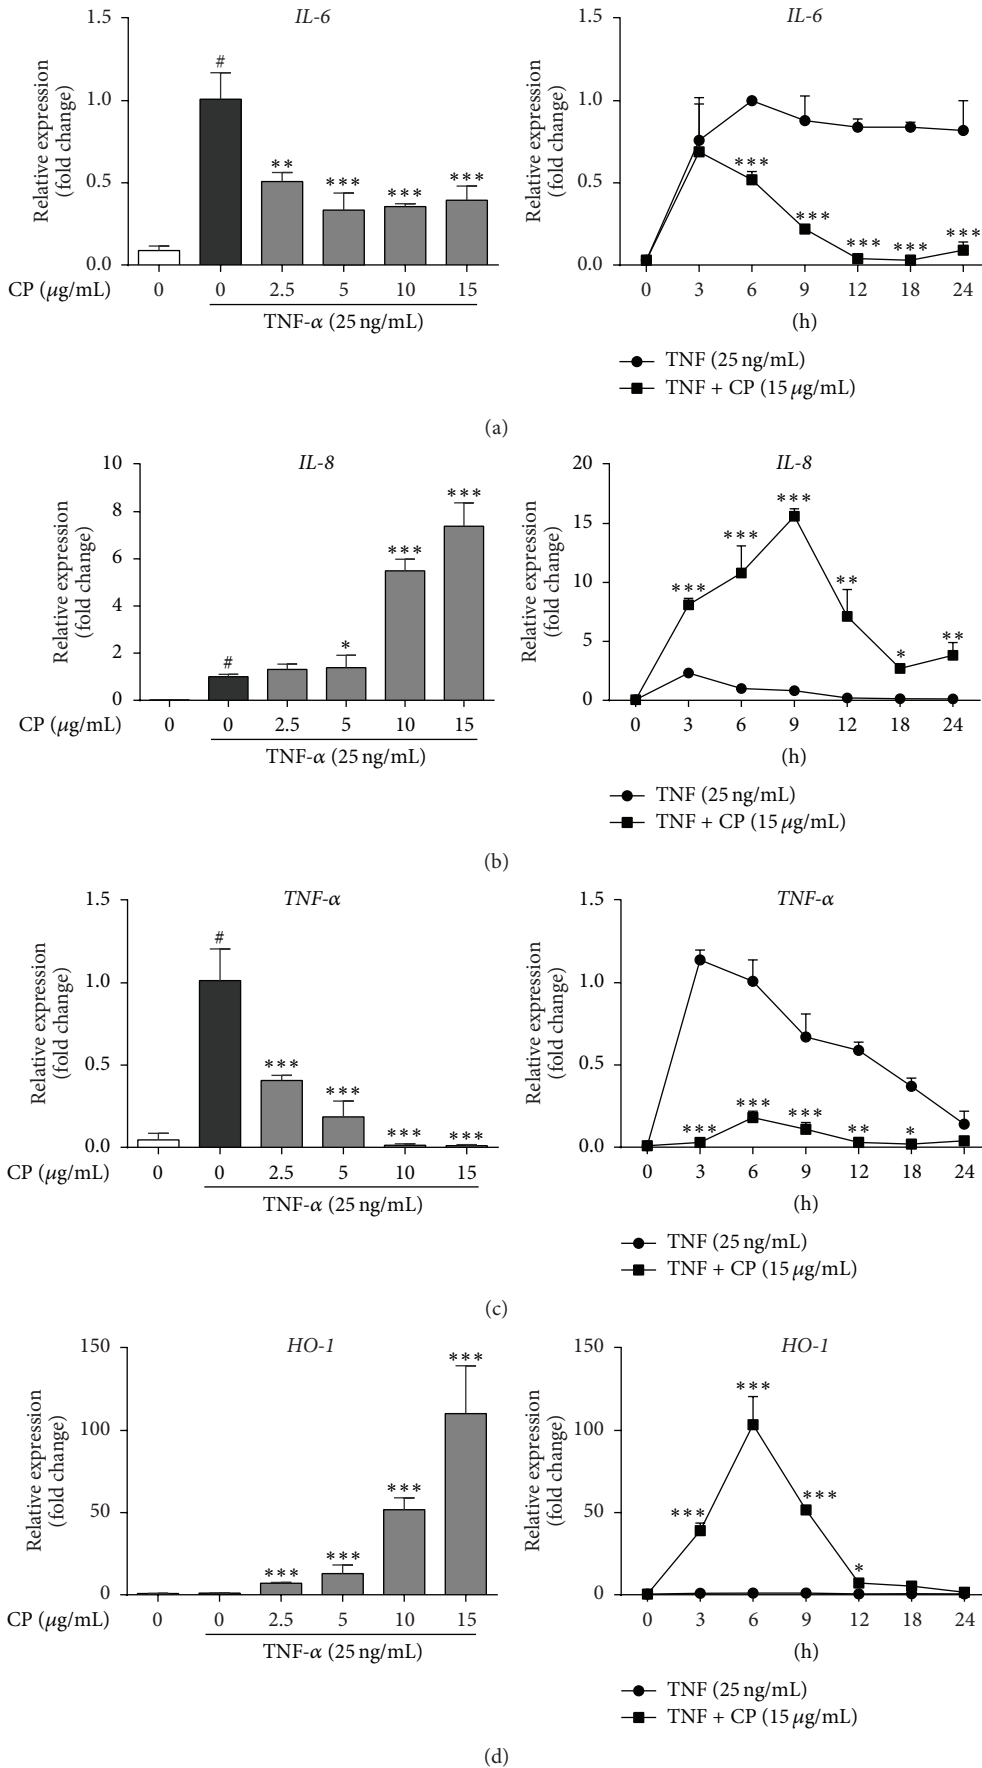 IL-6
1.5
1.0
0.5
0.0
Relative expression
(fold change)
#
**
***
***
***
CP (μg/mL) 0 0 2.5 5 10 15
TNF-α (25 ng/mL)
IL-6
1.5
1.0
0.5
0.0
Relative expression
(fold change)
***
***
***
***
***
0 3 6 9 12 18 24
(h)
TNF (25 ng/mL)
TNF + CP (15 μg/mL)
(a)
IL-8
10
8
6
4
2
0
Relative expression
(fold change)
#
*
***
***
CP (μg/mL) 0 0 2.5 5 10 15
TNF-α (25 ng/mL)
IL-8
20
15
10
5
0
Relative expression
(fold change)
***
***
***
**
*
**
0 3 6 9 12 18 24
(h)
TNF (25 ng/mL)
TNF + CP (15 μg/mL)
(b)
TNF-α
1.5
1.0
0.5
0.0
Relative expression
(fold change)
#
***
***
***
***
CP (μg/mL) 0 0 2.5 5 10 15
TNF-α (25 ng/mL)
TNF-α
1.5
1.0
0.5
0.0
Relative expression
(fold change)
***
***
***
**
*
0 3 6 9 12 18 24
(h)
TNF (25 ng/mL)
TNF + CP (15 μg/mL)
(c)
HO-1
150
100
50
0
Relative expression
(fold change)
***
***
***
***
CP (μg/mL) 0 0 2.5 5 10 15
TNF-α (25 ng/mL)
HO-1
150
100
50
0
Relative expression
(fold change)
***
***
***
*
0 3 6 9 12 18 24
(h)
TNF (25 ng/mL)
TNF + CP (15 μg/mL)
(d)